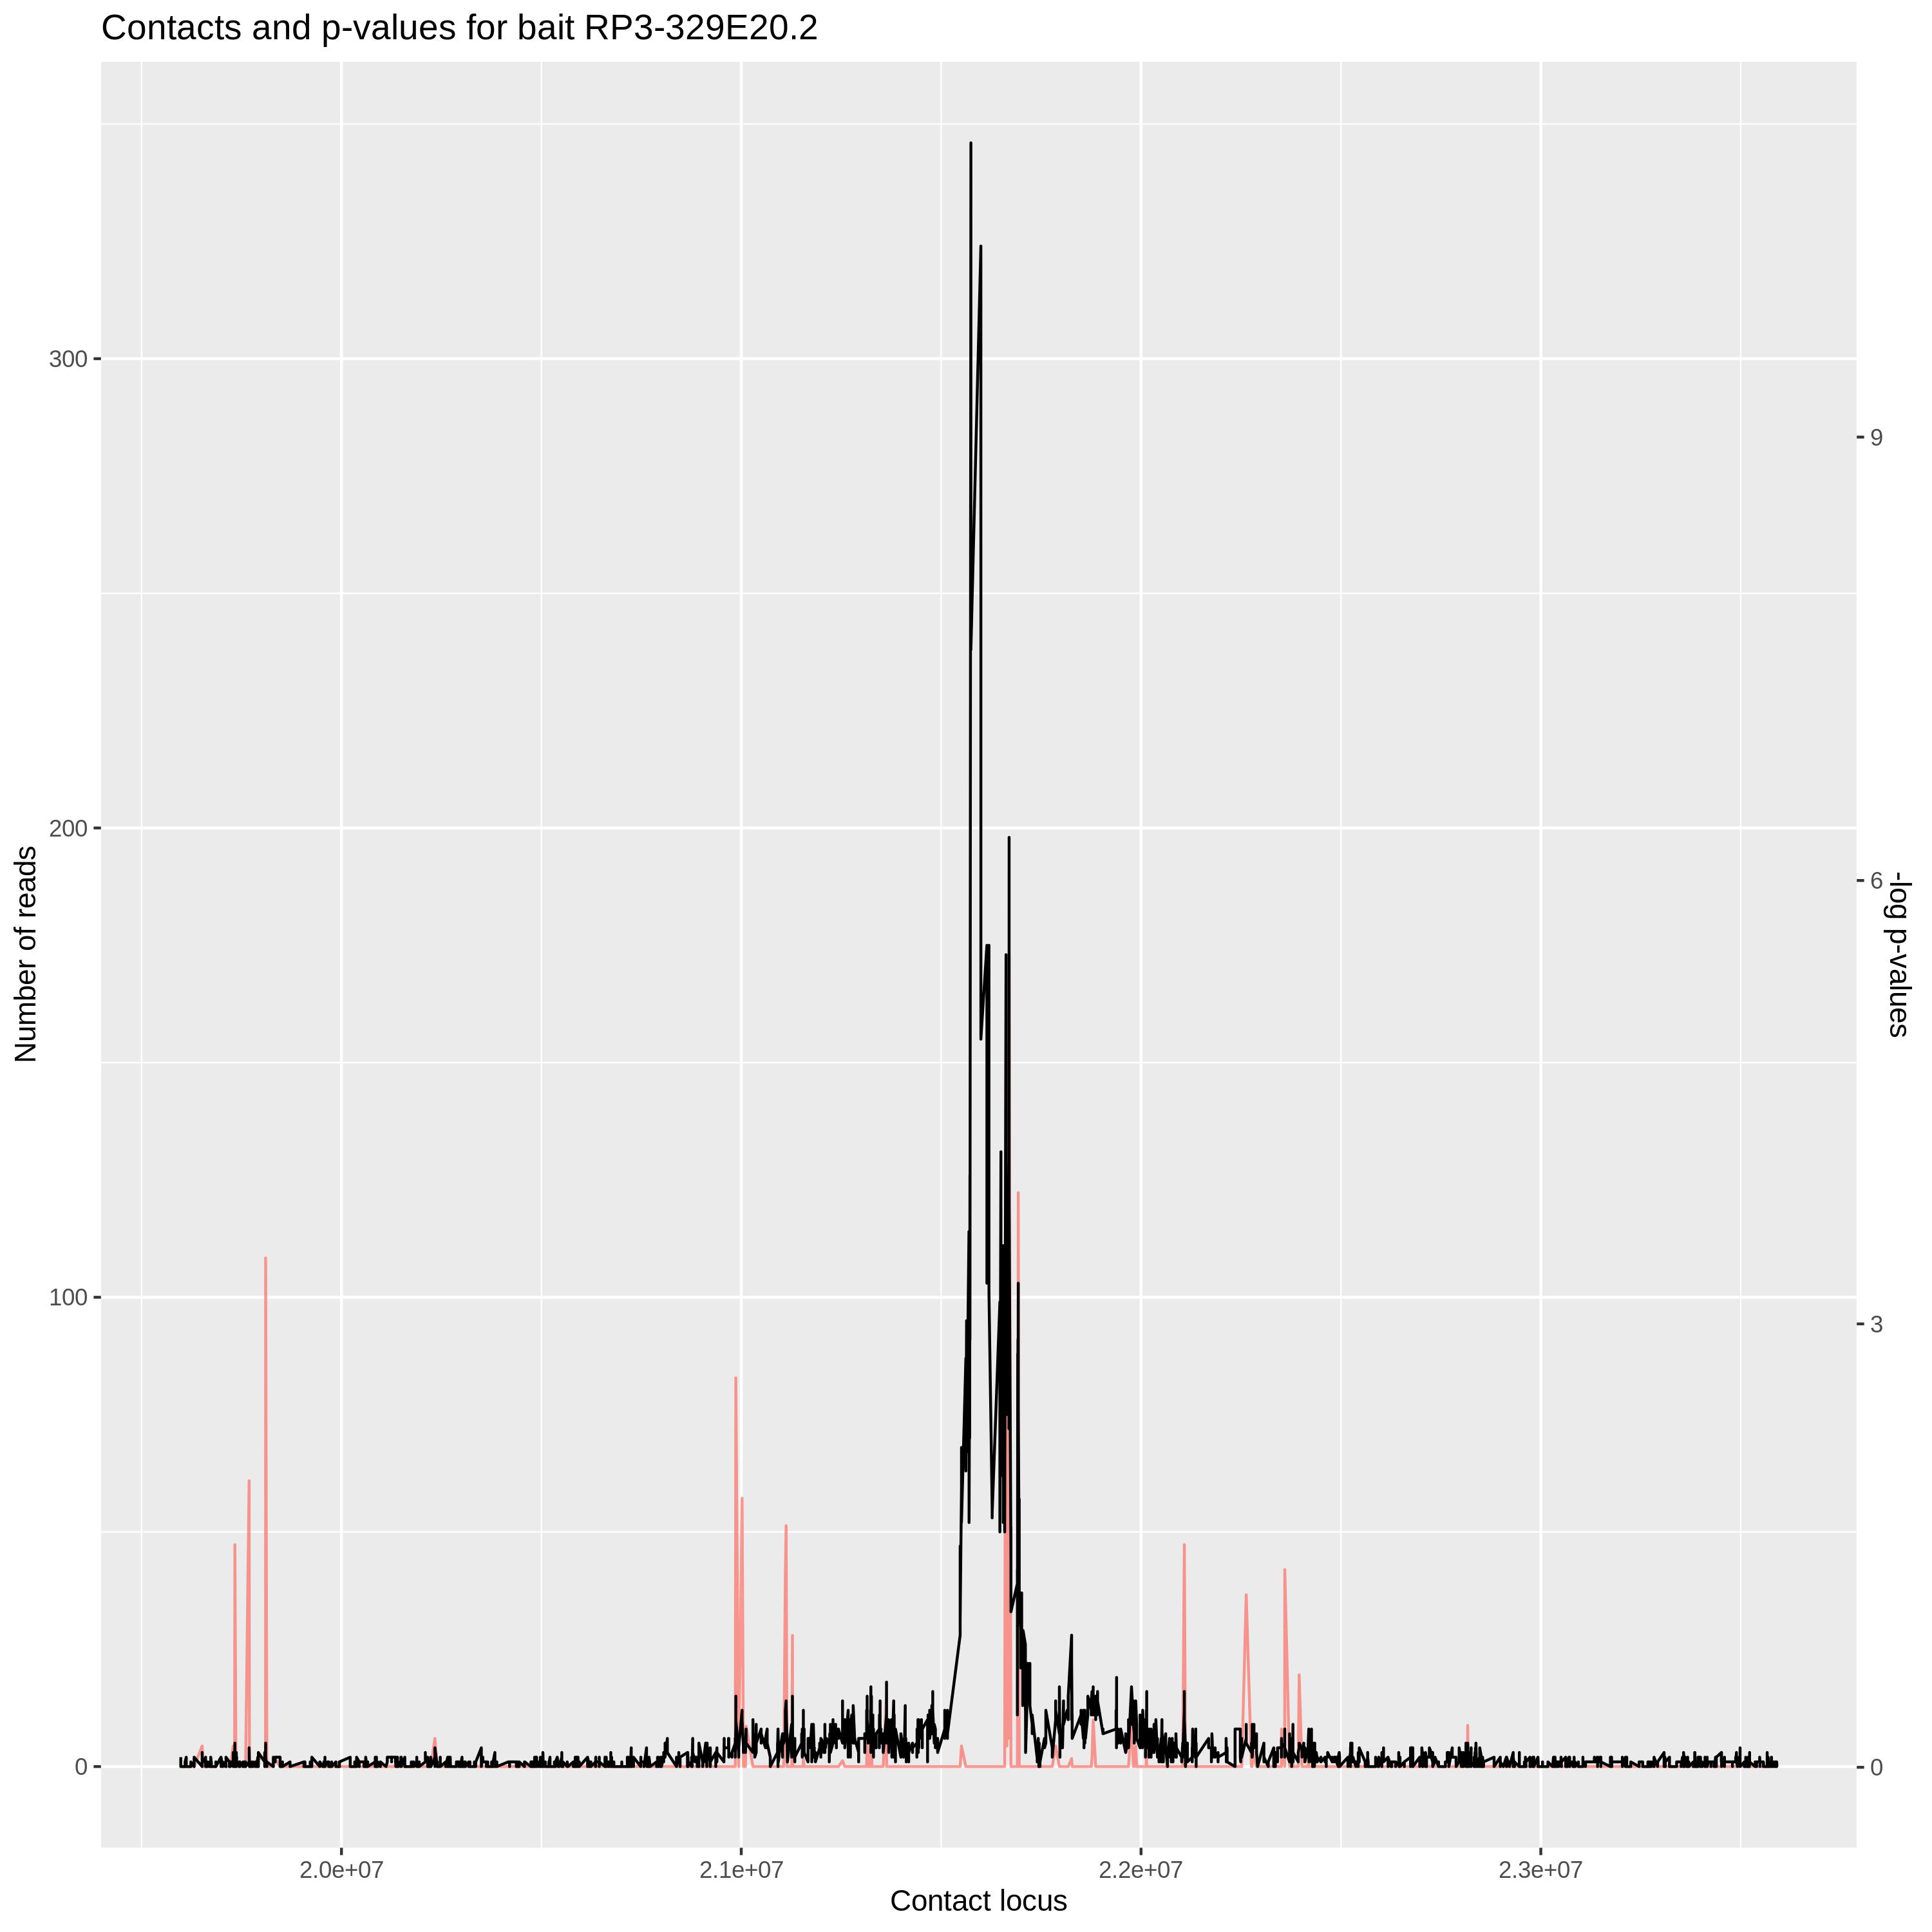 Contacts and p-values for bait RP3-329E20.2
300
200
100
0
Number of reads
9
6
3
0
-log p-values
2.0e+07
2.1e+07
2.2e+07
2.3e+07
Contact locus